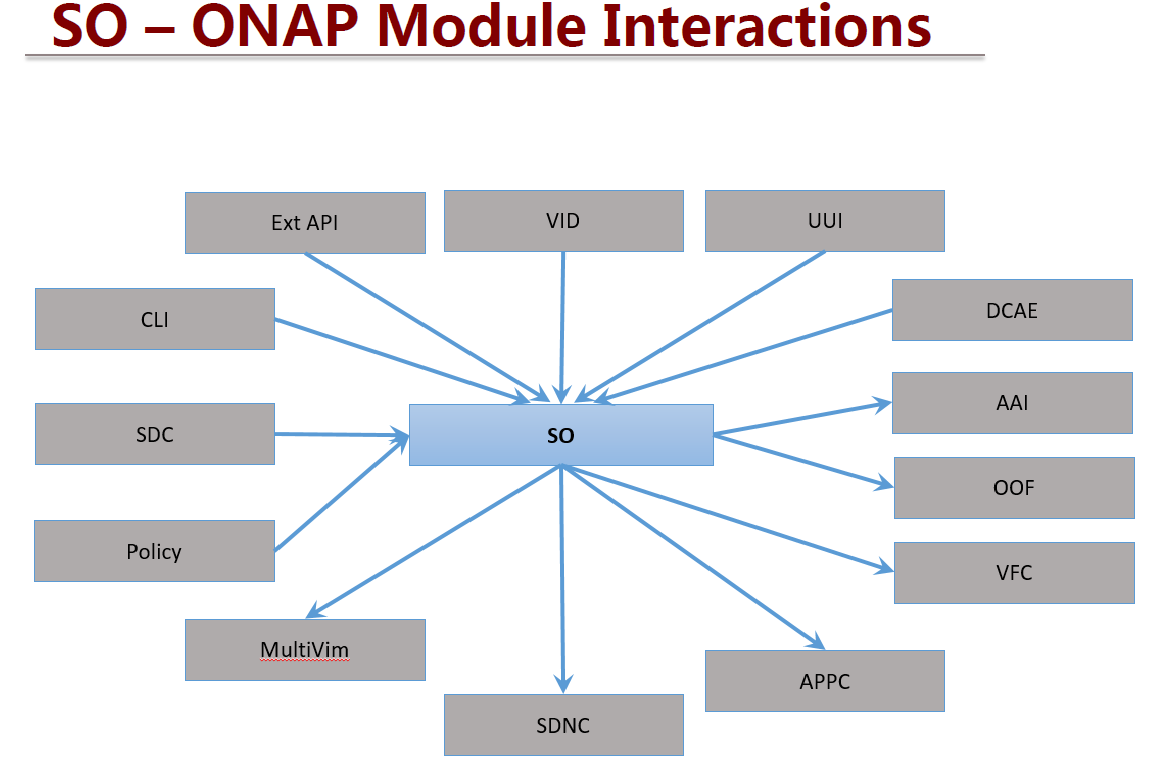 SO – ONAP Module Interactions
Ext API
VID
UUI
CLI
DCAE
AAI
SDC
SO
OOF
Policy
VFC
MultiVim
APPC
SDNC